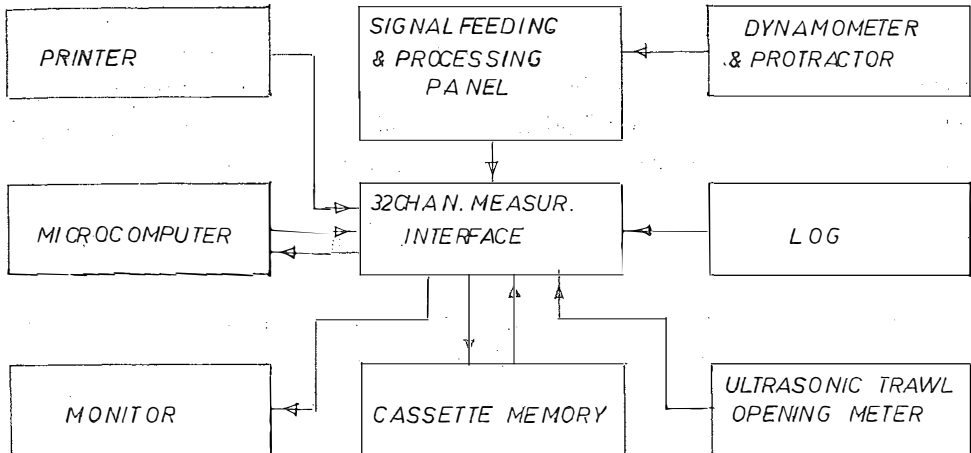 PRINTER
SIGNAL FEEDING
& PROCESSING
PANEL
DYNAMOMETER
& PROTRACTOR
MICROCOMPUTER
32CHAN. MEASUR.
INTERFACE
LOG
MONITOR
CASSETTE MEMORY
ULTRASONIC TRAWL
OPENING METER